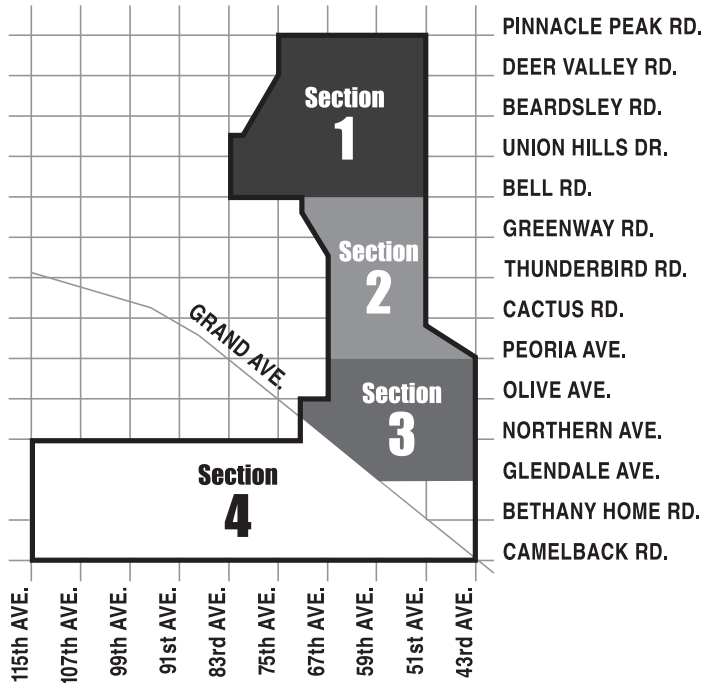 PINNACLE PEAK RD.
DEER VALLEY RD.
BEARDSLEY RD.
UNION HILLS DR.
BELL RD.
GREENWAY RD.
THUNDERBIRD RD.
CACTUS RD.
PEORIA AVE.
OLIVE AVE.
NORTHERN AVE.
GLENDALE AVE.
BETHANY HOME RD.
CAMELBACK RD.
Section
1
Section
2
GRAND AVE.
Section
3
Section
4
115th AVE.
107th AVE.
99th AVE.
91st AVE.
83rd AVE.
75th AVE.
67th AVE.
59th AVE.
51st AVE.
43rd AVE.